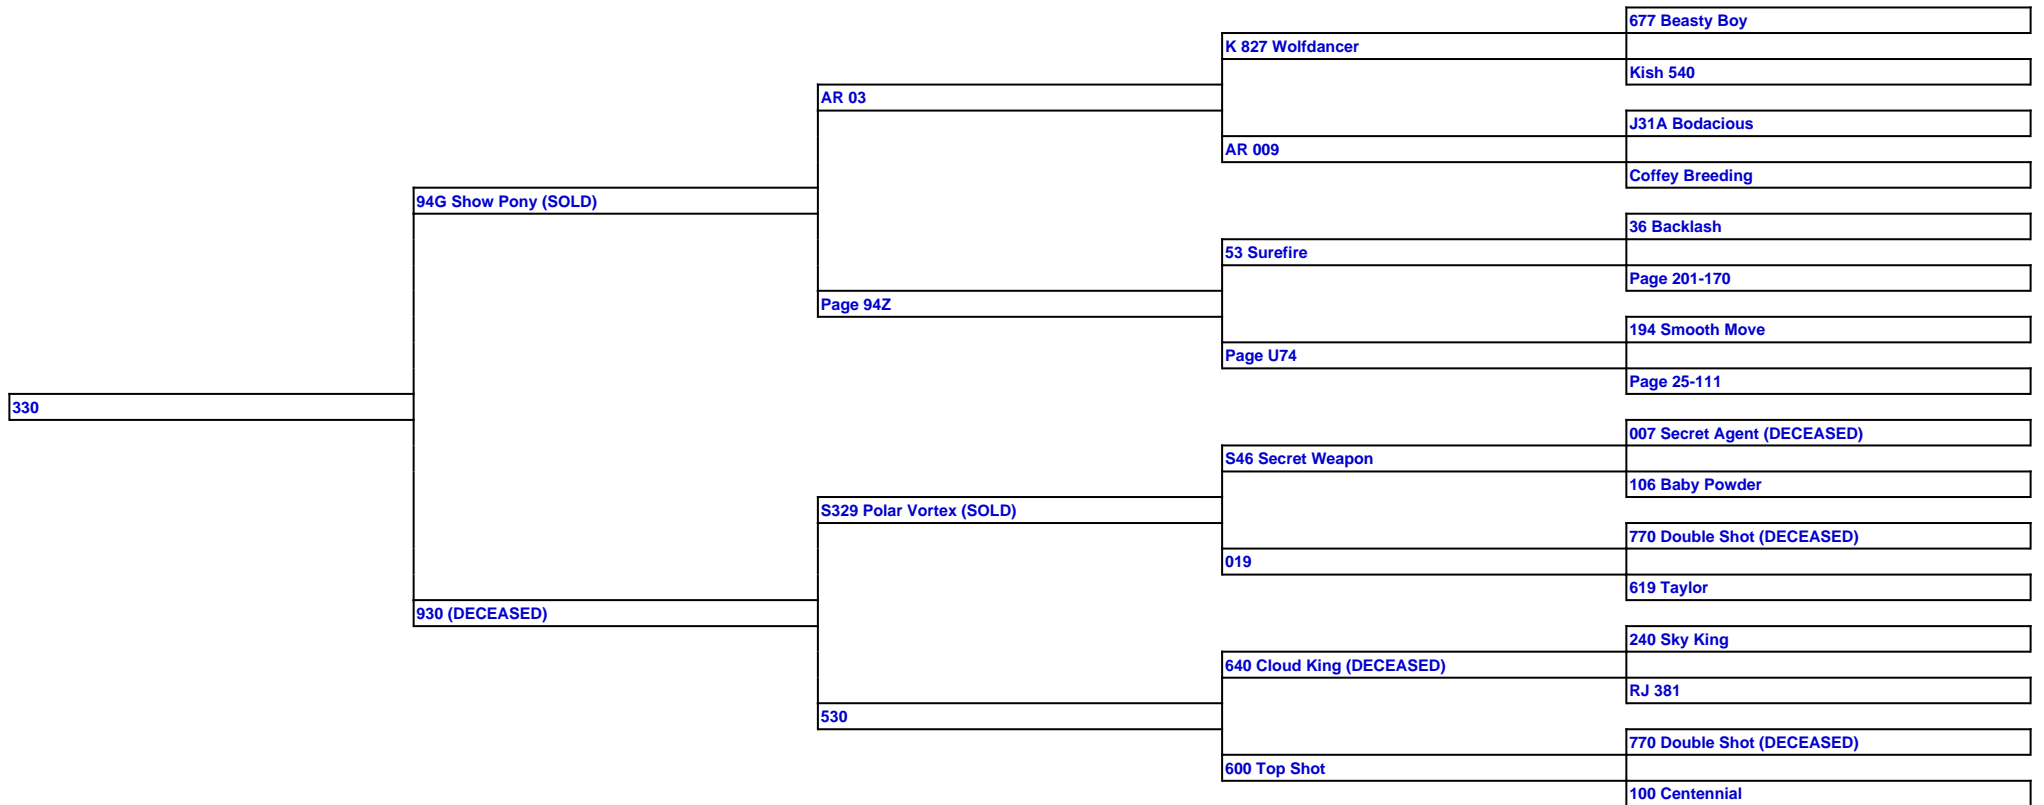 677 Beasty Boy
K 827 Wolfdancer
Kish 540
AR 03
J31A Bodacious
AR 009
Coffey Breeding
94G Show Pony (SOLD)
36 Backlash
53 Surefire
Page 201-170
Page 94Z
194 Smooth Move
Page U74
Page 25-111
330
007 Secret Agent (DECEASED)
S46 Secret Weapon
106 Baby Powder
S329 Polar Vortex (SOLD)
770 Double Shot (DECEASED)
019
619 Taylor
930 (DECEASED)
240 Sky King
640 Cloud King (DECEASED)
RJ 381
530
770 Double Shot (DECEASED)
600 Top Shot
100 Centennial